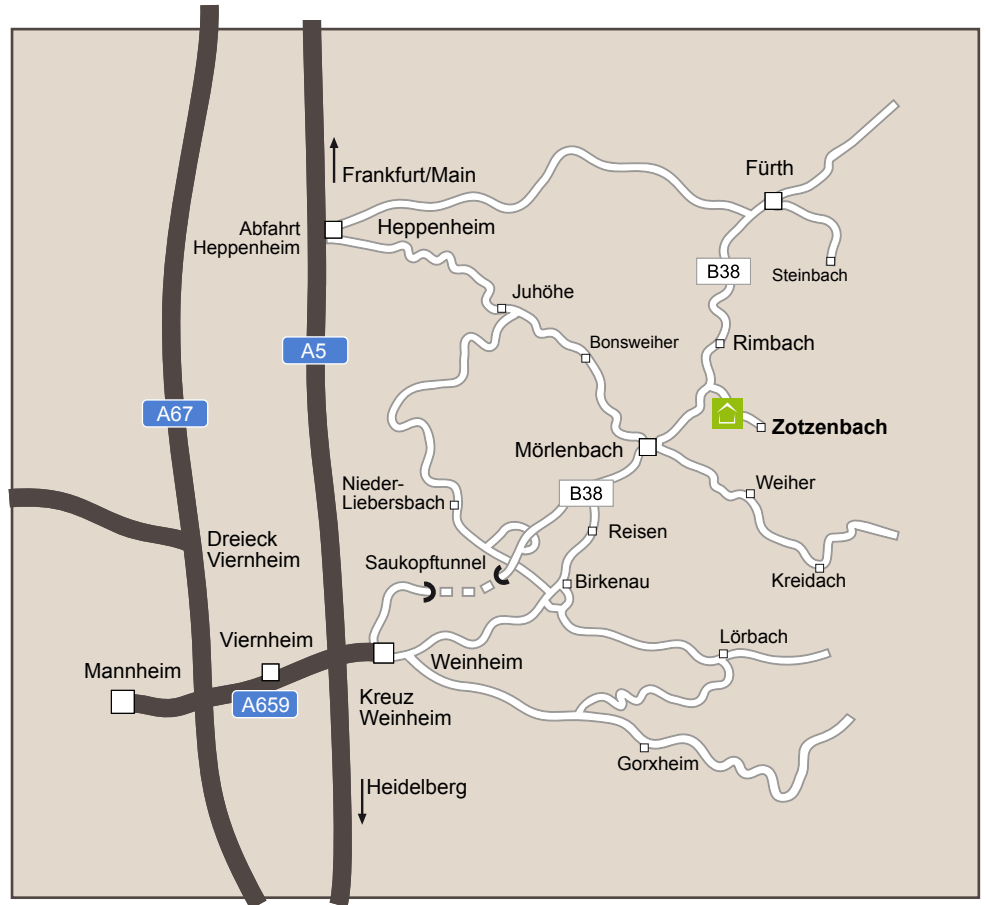 Fürth
Frankfurt/Main
Abfahrt
Heppenheim
Heppenheim
B38
Steinbach
Juhöhe
Bonsweiher
Rimbach
A5
A67
Zotzenbach
Mörlenbach
Nieder-
Liebersbach
B38
Weiher
Dreieck
Viernheim
Reisen
Saukopftunnel
Birkenau
Kreidach
Viernheim
Lörbach
Mannheim
Weinheim
A659
Kreuz
Weinheim
Gorxheim
Heidelberg